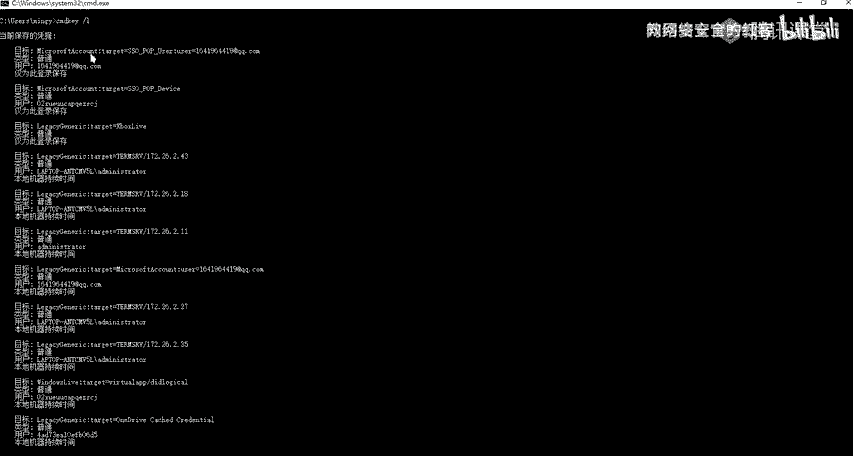 C:\Windows\system32\cmd.exe
C:\Users\mingy>cmdkey /l
当前保存的凭据:
目标: MicrosoftAccount:target=SSO_POP_User:user=1641964419@qq.com
类型: 普通
用户: 1641964419@qq.com
仅为此登录保存
目标: MicrosoftAccount:target=SSO_POP_Device
类型: 普通
用户:
仅为此登录保存
目标: LegacyGeneric:target=XboxLive
类型: 普通
仅为此登录保存
目标: LegacyGeneric:target=TERMSRV/172.26.2.43
类型: 普通
用户: LAPTOP-ANTCMV5L\administrator
本地机器持续时间
目标: LegacyGeneric:target=TERMSRV/172.26.2.18
类型: 普通
用户: LAPTOP-ANTCMV5L\administrator
本地机器持续时间
目标: LegacyGeneric:target=TERMSRV/172.26.2.11
类型: 普通
用户: administrator
本地机器持续时间
目标: LegacyGeneric:target=MicrosoftAccount:user=1641964419@qq.com
类型: 普通
用户: 1641964419@qq.com
本地机器持续时间
目标: LegacyGeneric:target=TERMSRV/172.26.2.27
类型: 普通
用户: LAPTOP-ANTCMV5L\administrator
本地机器持续时间
目标: LegacyGeneric:target=TERMSRV/172.26.2.35
类型: 普通
用户: LAPTOP-ANTCMV5L\administrator
本地机器持续时间
目标: WindowsLive:target=virtualapp/didlogical
类型: 普通
用户:
本地机器持续时间
目标: LegacyGeneric:target=OneDrive Cached Credential
类型: 普通
用户:
本地机器持续时间
bilibili